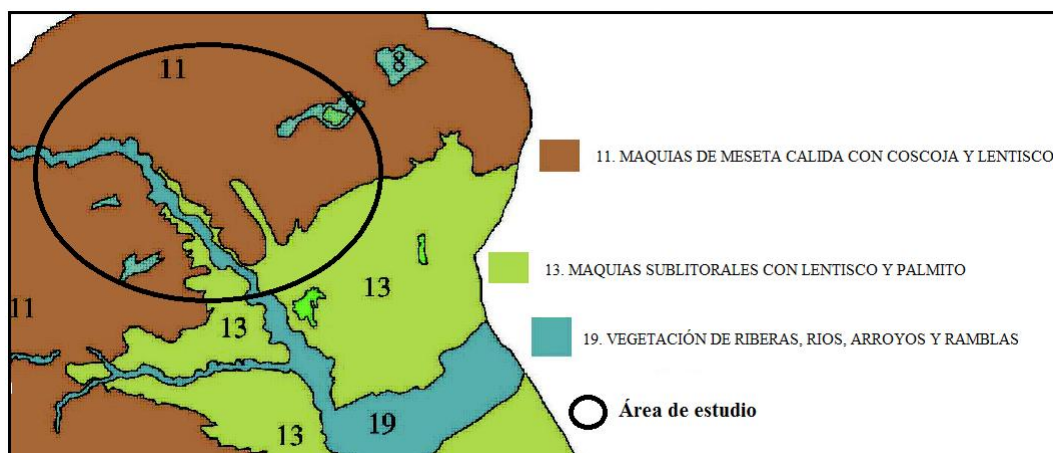 11
8
11. MAQUIAS DE MESETA CALIDA CON COSCOJA Y LENTISCO
13. MAQUIAS SUBLITORALES CON LENTISCO Y PALMITO
13
11
13
19. VEGETACIÓN DE RIBERAS, RIOS, ARROYOS Y RAMBLAS
Área de estudio
19
13